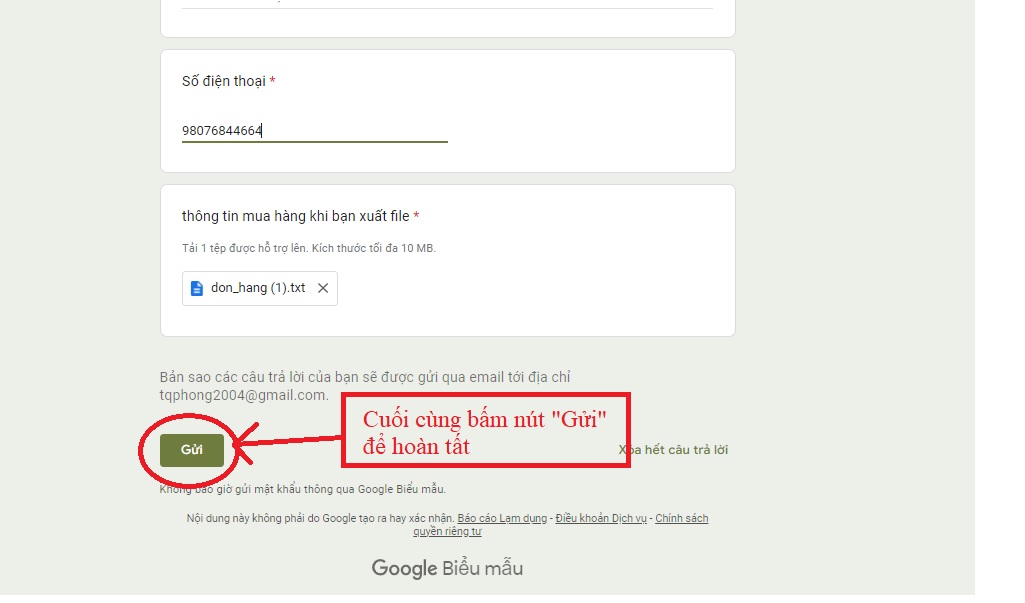 Số điện thoại *
98076844664
thông tin mua hàng khi bạn xuất file *
Tải 1 tệp được hỗ trợ lên. Kích thước tối đa 10 MB.
don_hang (1).txt
Bản sao các câu trả lời của bạn sẽ được gửi qua email tới địa chỉ
tqphong2004@gmail.com.
Cuối cùng bấm nút "Gửi"
để hoàn tất
Gửi
Xóa hết câu trả lời
Không bao giờ gửi mật khẩu thông qua Google Biểu mẫu.
Nội dung này không phải do Google tạo ra hay xác nhận. Báo cáo Lạm dụng - Điều khoản Dịch vụ - Chính sách
quyền riêng tư
Google Biểu mẫu